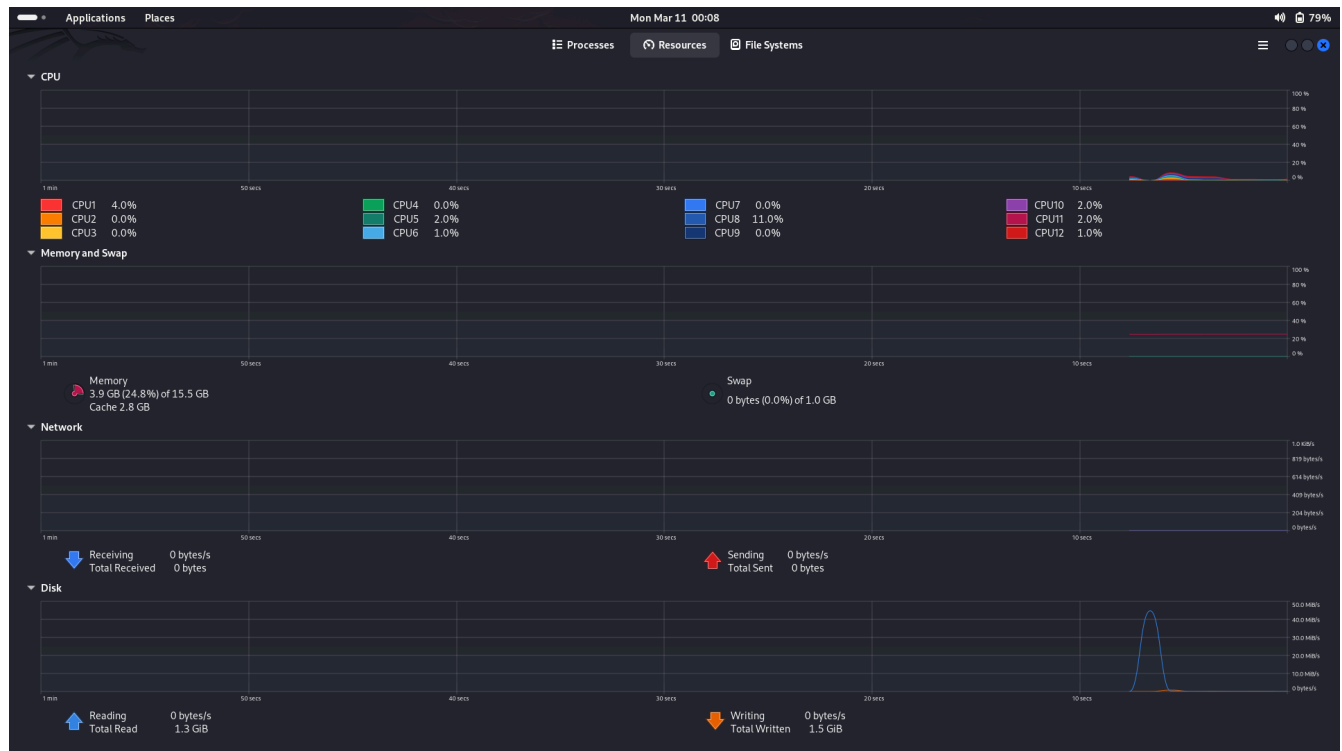 Applications Places Mon Mar 11 00:08 79%
Processes Resources File Systems
CPU
100 %
80 %
60 %
40 %
20 %
0 %
1 min 50 secs 40 secs 30 secs 20 secs 10 secs
CPU1 4.0% CPU4 0.0% CPU7 0.0% CPU10 2.0%
CPU2 0.0% CPU5 2.0% CPU8 11.0% CPU11 2.0%
CPU3 0.0% CPU6 1.0% CPU9 0.0% CPU12 1.0%
Memory and Swap
100 %
80 %
60 %
40 %
20 %
0 %
1 min 50 secs 40 secs 30 secs 20 secs 10 secs
Memory Swap
3.9 GB (24.8%) of 15.5 GB 0 bytes (0.0%) of 1.0 GB
Cache 2.8 GB
Network
1.0 KiB/s
819 bytes/s
614 bytes/s
409 bytes/s
204 bytes/s
0 bytes/s
1 min 50 secs 40 secs 30 secs 20 secs 10 secs
Receiving 0 bytes/s Sending 0 bytes/s
Total Received 0 bytes Total Sent 0 bytes
Disk
50.0 MiB/s
40.0 MiB/s
30.0 MiB/s
20.0 MiB/s
10.0 MiB/s
0 bytes/s
1 min 50 secs 40 secs 30 secs 20 secs 10 secs
Reading 0 bytes/s Writing 0 bytes/s
Total Read 1.3 GiB Total Written 1.5 GiB